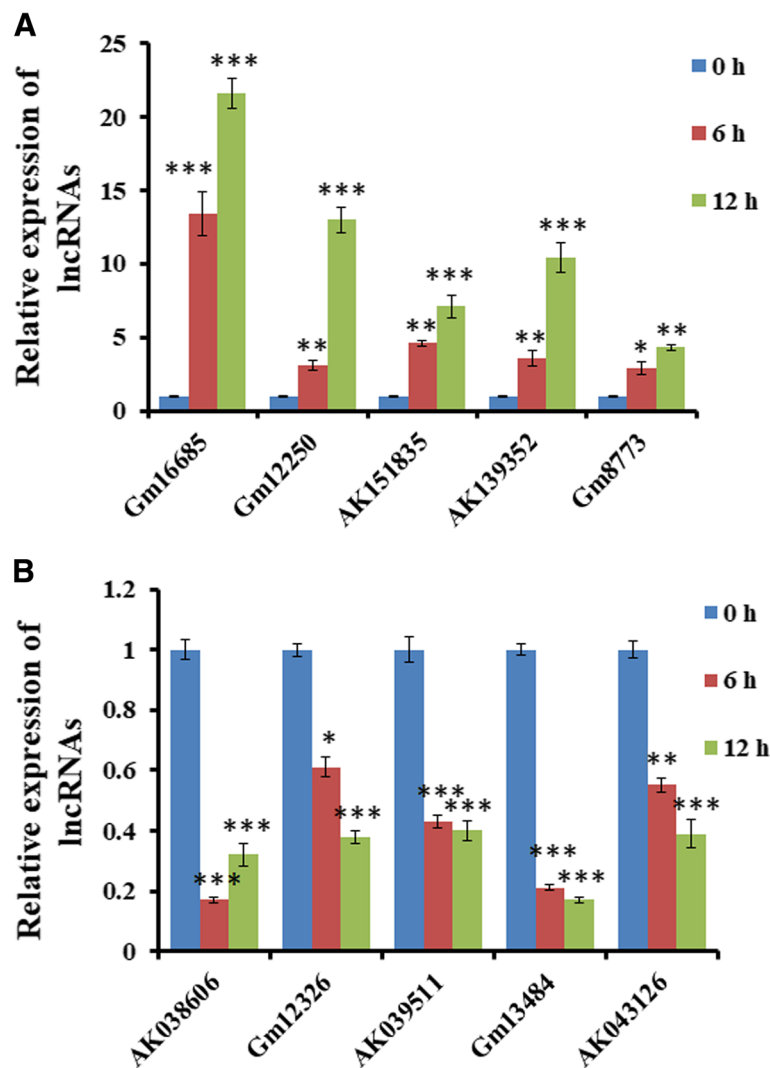 A
Relative expression of
lncRNAs
25
20
15
10
5
0
***
***
**
***
**
***
**
***
*
**
0 h
6 h
12 h
Gm16685
Gm12250
AK151835
AK139352
Gm8773
B
Relative expression of
lncRNAs
1.2
1
0.8
0.6
0.4
0.2
0
***
***
*
***
***
***
***
***
**
***
0 h
6 h
12 h
AK038606
Gm12326
AK039511
Gm13484
AK043126